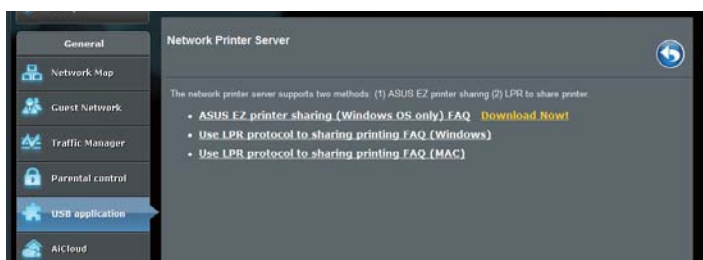 General
Network Map
Guest Network
Traffic Manager
Parental control
USB application
AiCloud
Network Printer Server
The network printer server supports two methods: (1) ASUS EZ printer sharing (2) LPR to share printer.
ASUS EZ printer sharing (Windows OS only) FAQ Download Now!
Use LPR protocol to sharing printing FAQ (Windows)
Use LPR protocol to sharing printing FAQ (MAC)